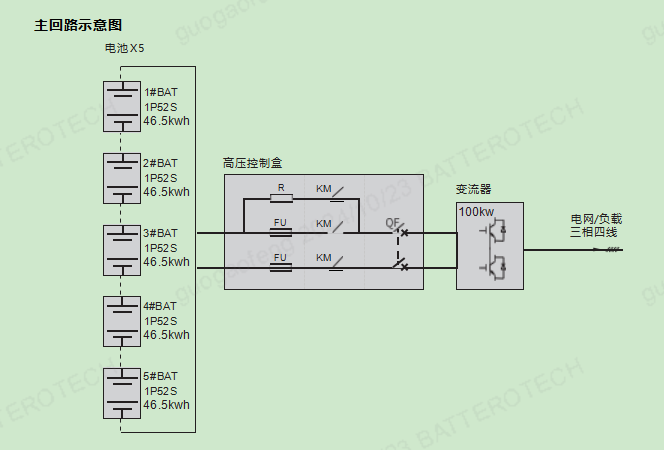 主回路示意图
电池X5
1#BAT
1P52S
46.5kwh
2#BAT
1P52S
46.5kwh
3#BAT
1P52S
46.5kwh
4#BAT
1P52S
46.5kwh
5#BAT
1P52S
46.5kwh
高压控制盒
R
KM
FU
KM
QF
FU
KM
变流器
100kw
电网/负载
三相四线
BATTEROTECH
BATTEROTECH
BATTEROTECH